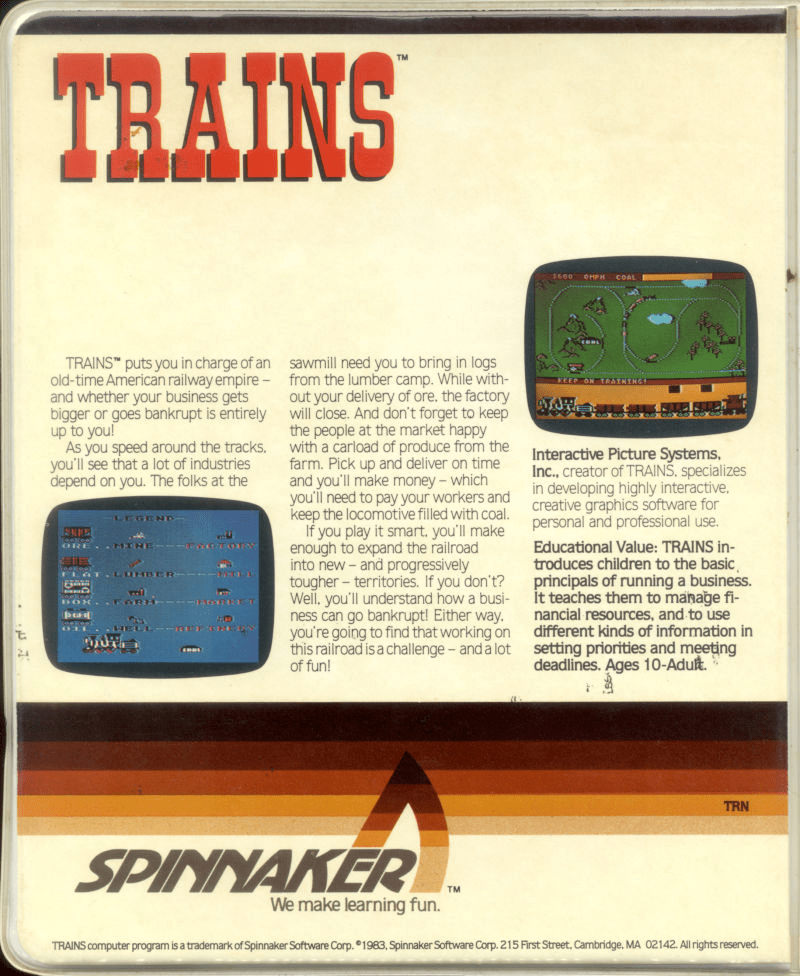 TRAINS™
TRAINS™ puts you in charge of an
old-time American railway empire –
and whether your business gets
bigger or goes bankrupt is entirely
up to you!
As you speed around the tracks,
you'll see that a lot of industries
depend on you. The folks at the
LEGEND
ORE..MINE---FACTORY
FLAT.LUMBER---MILL
BOX..FARM---MARKET
OIL..WELL---REFINERY
COAL
sawmill need you to bring in logs
from the lumber camp. While with-
out your delivery of ore, the factory
will close. And don't forget to keep
the people at the market happy
with a carload of produce from the
farm. Pick up and deliver on time
and you'll make money – which
you'll need to pay your workers and
keep the locomotive filled with coal.
If you play it smart, you'll make
enough to expand the railroad
into new – and progressively
tougher – territories. If you don't?
Well, you'll understand how a busi-
ness can go bankrupt! Either way,
you're going to find that working on
this railroad is a challenge – and a lot
of fun!
$600 0MPH COAL
COAL
KEEP ON TRAINING!
Interactive Picture Systems,
Inc., creator of TRAINS, specializes
in developing highly interactive,
creative graphics software for
personal and professional use.
Educational Value: TRAINS in-
troduces children to the basic
principals of running a business.
It teaches them to manage fi-
nancial resources, and to use
different kinds of information in
setting priorities and meeting
deadlines. Ages 10-Adult.
TRN
SPINNAKER™
We make learning fun.
TRAINS computer program is a trademark of Spinnaker Software Corp. ©1983, Spinnaker Software Corp. 215 First Street, Cambridge, MA 02142. All rights reserved.